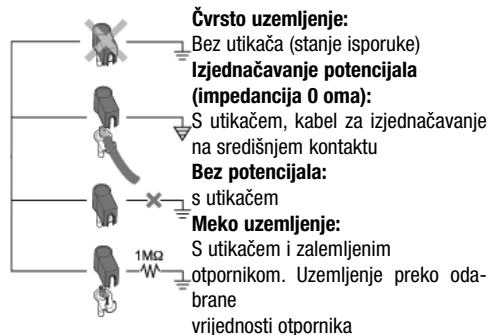 Čvrsto uzemljenje:
Bez utikača (stanje isporuke)
Izjednačavanje potencijala
(impedancija 0 oma):
S utikačem, kabel za izjednačavanje
na središnjem kontaktu
Bez potencijala:
s utikačem
Meko uzemljenje:
S utikačem i zalemljenim
1MΩ
otpornikom. Uzemljenje preko oda-
brane
vrijednosti otpornika